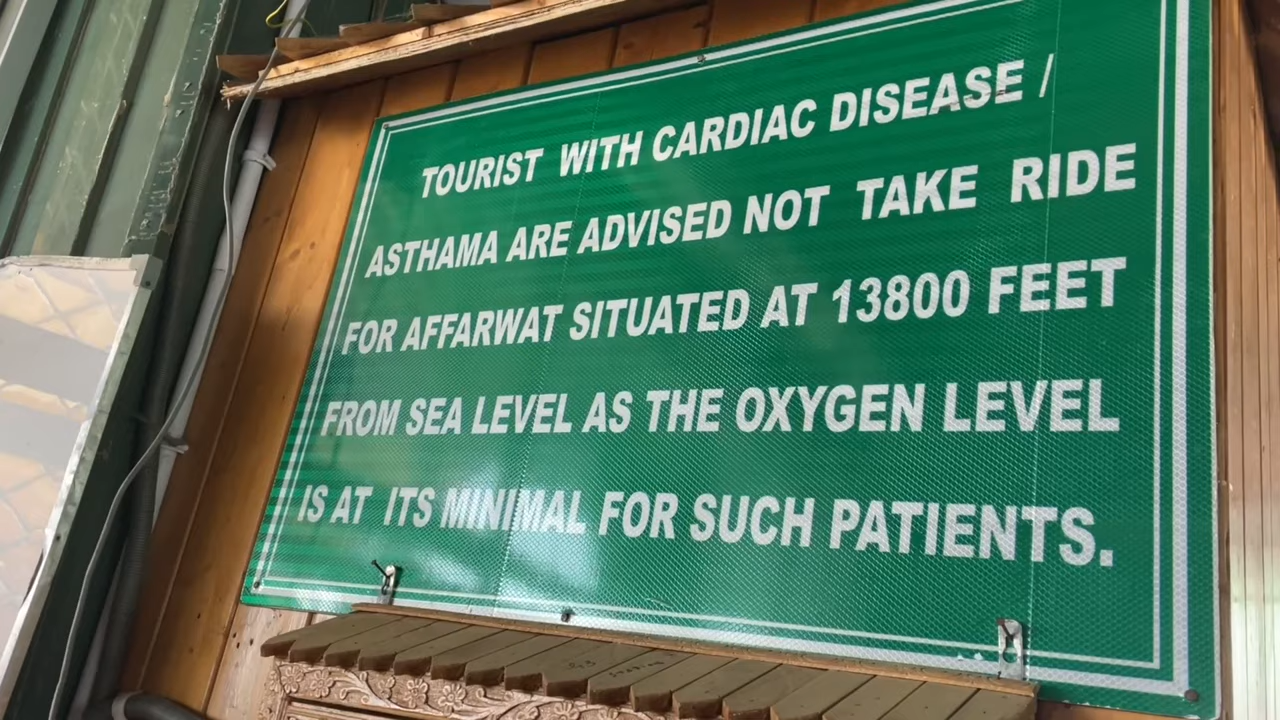 TOURIST WITH CARDIAC DISEASE /
ASTHAMA ARE ADVISED NOT TAKE RIDE
FOR AFFARWAT SITUATED AT 13800 FEET
FROM SEA LEVEL AS THE OXYGEN LEVEL
IS AT ITS MINIMAL FOR SUCH PATIENTS.